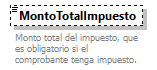 MontoTotalImpuesto
Monto total del impuesto, que
es obligatorio si el
comprobante tenga impuesto.